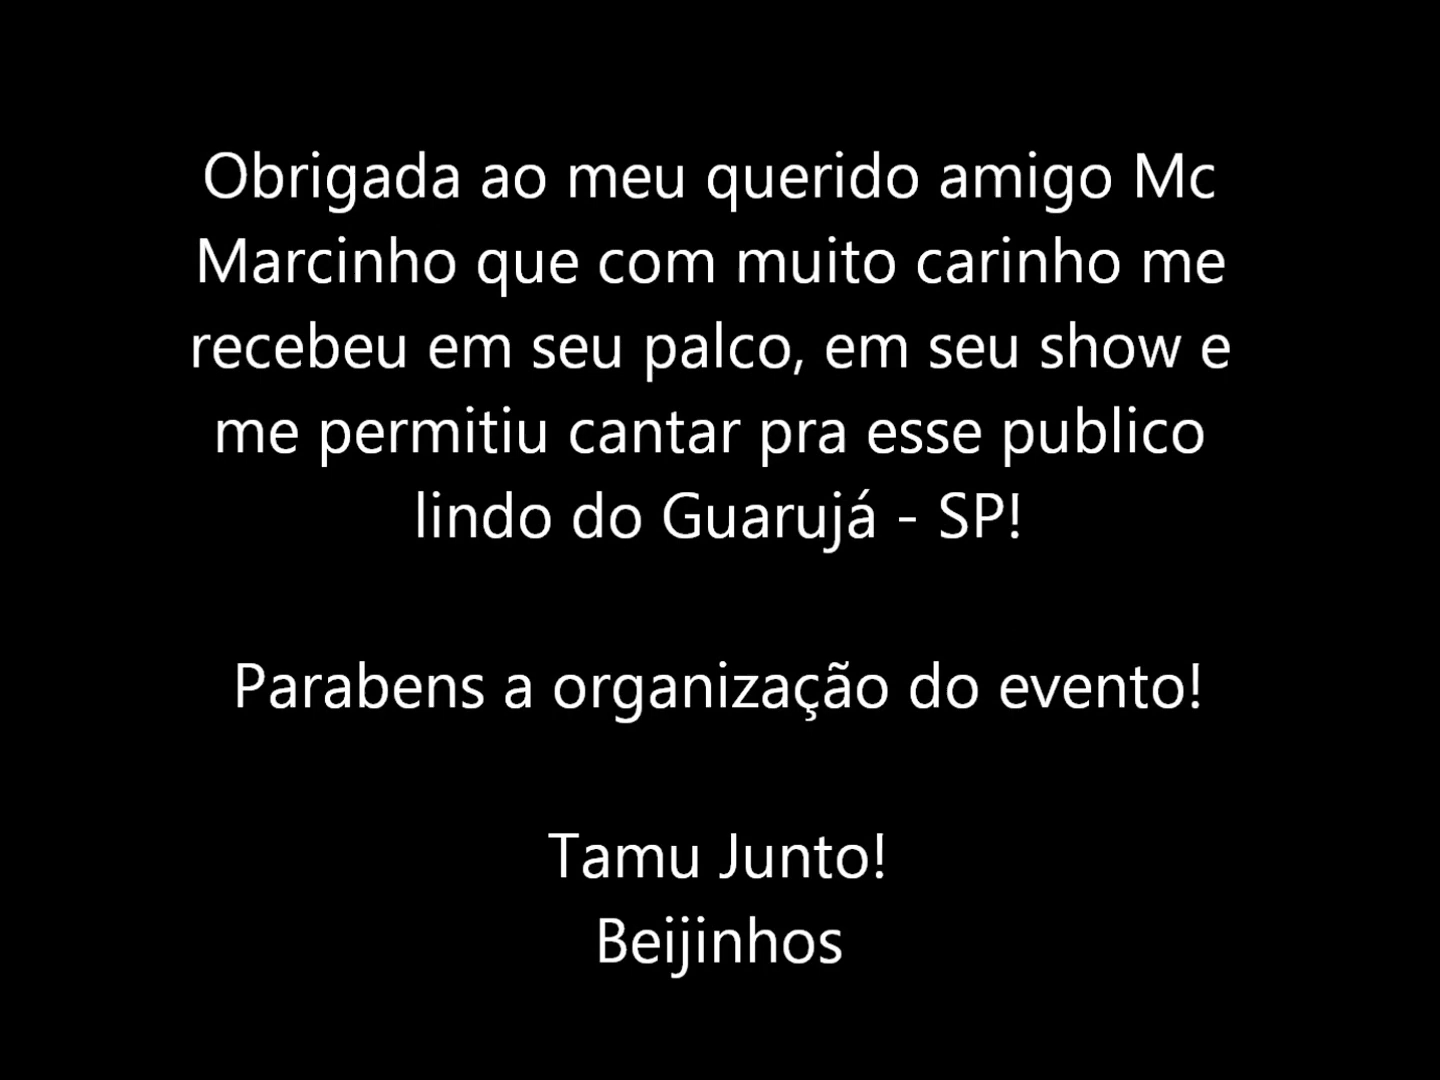 Obrigada ao meu querido amigo Mc
Marcinho que com muito carinho me
recebeu em seu palco, em seu show e
me permitiu cantar pra esse publico
lindo do Guarujá - SP!
Parabens a organização do evento!
Tamu Junto!
Beijinhos